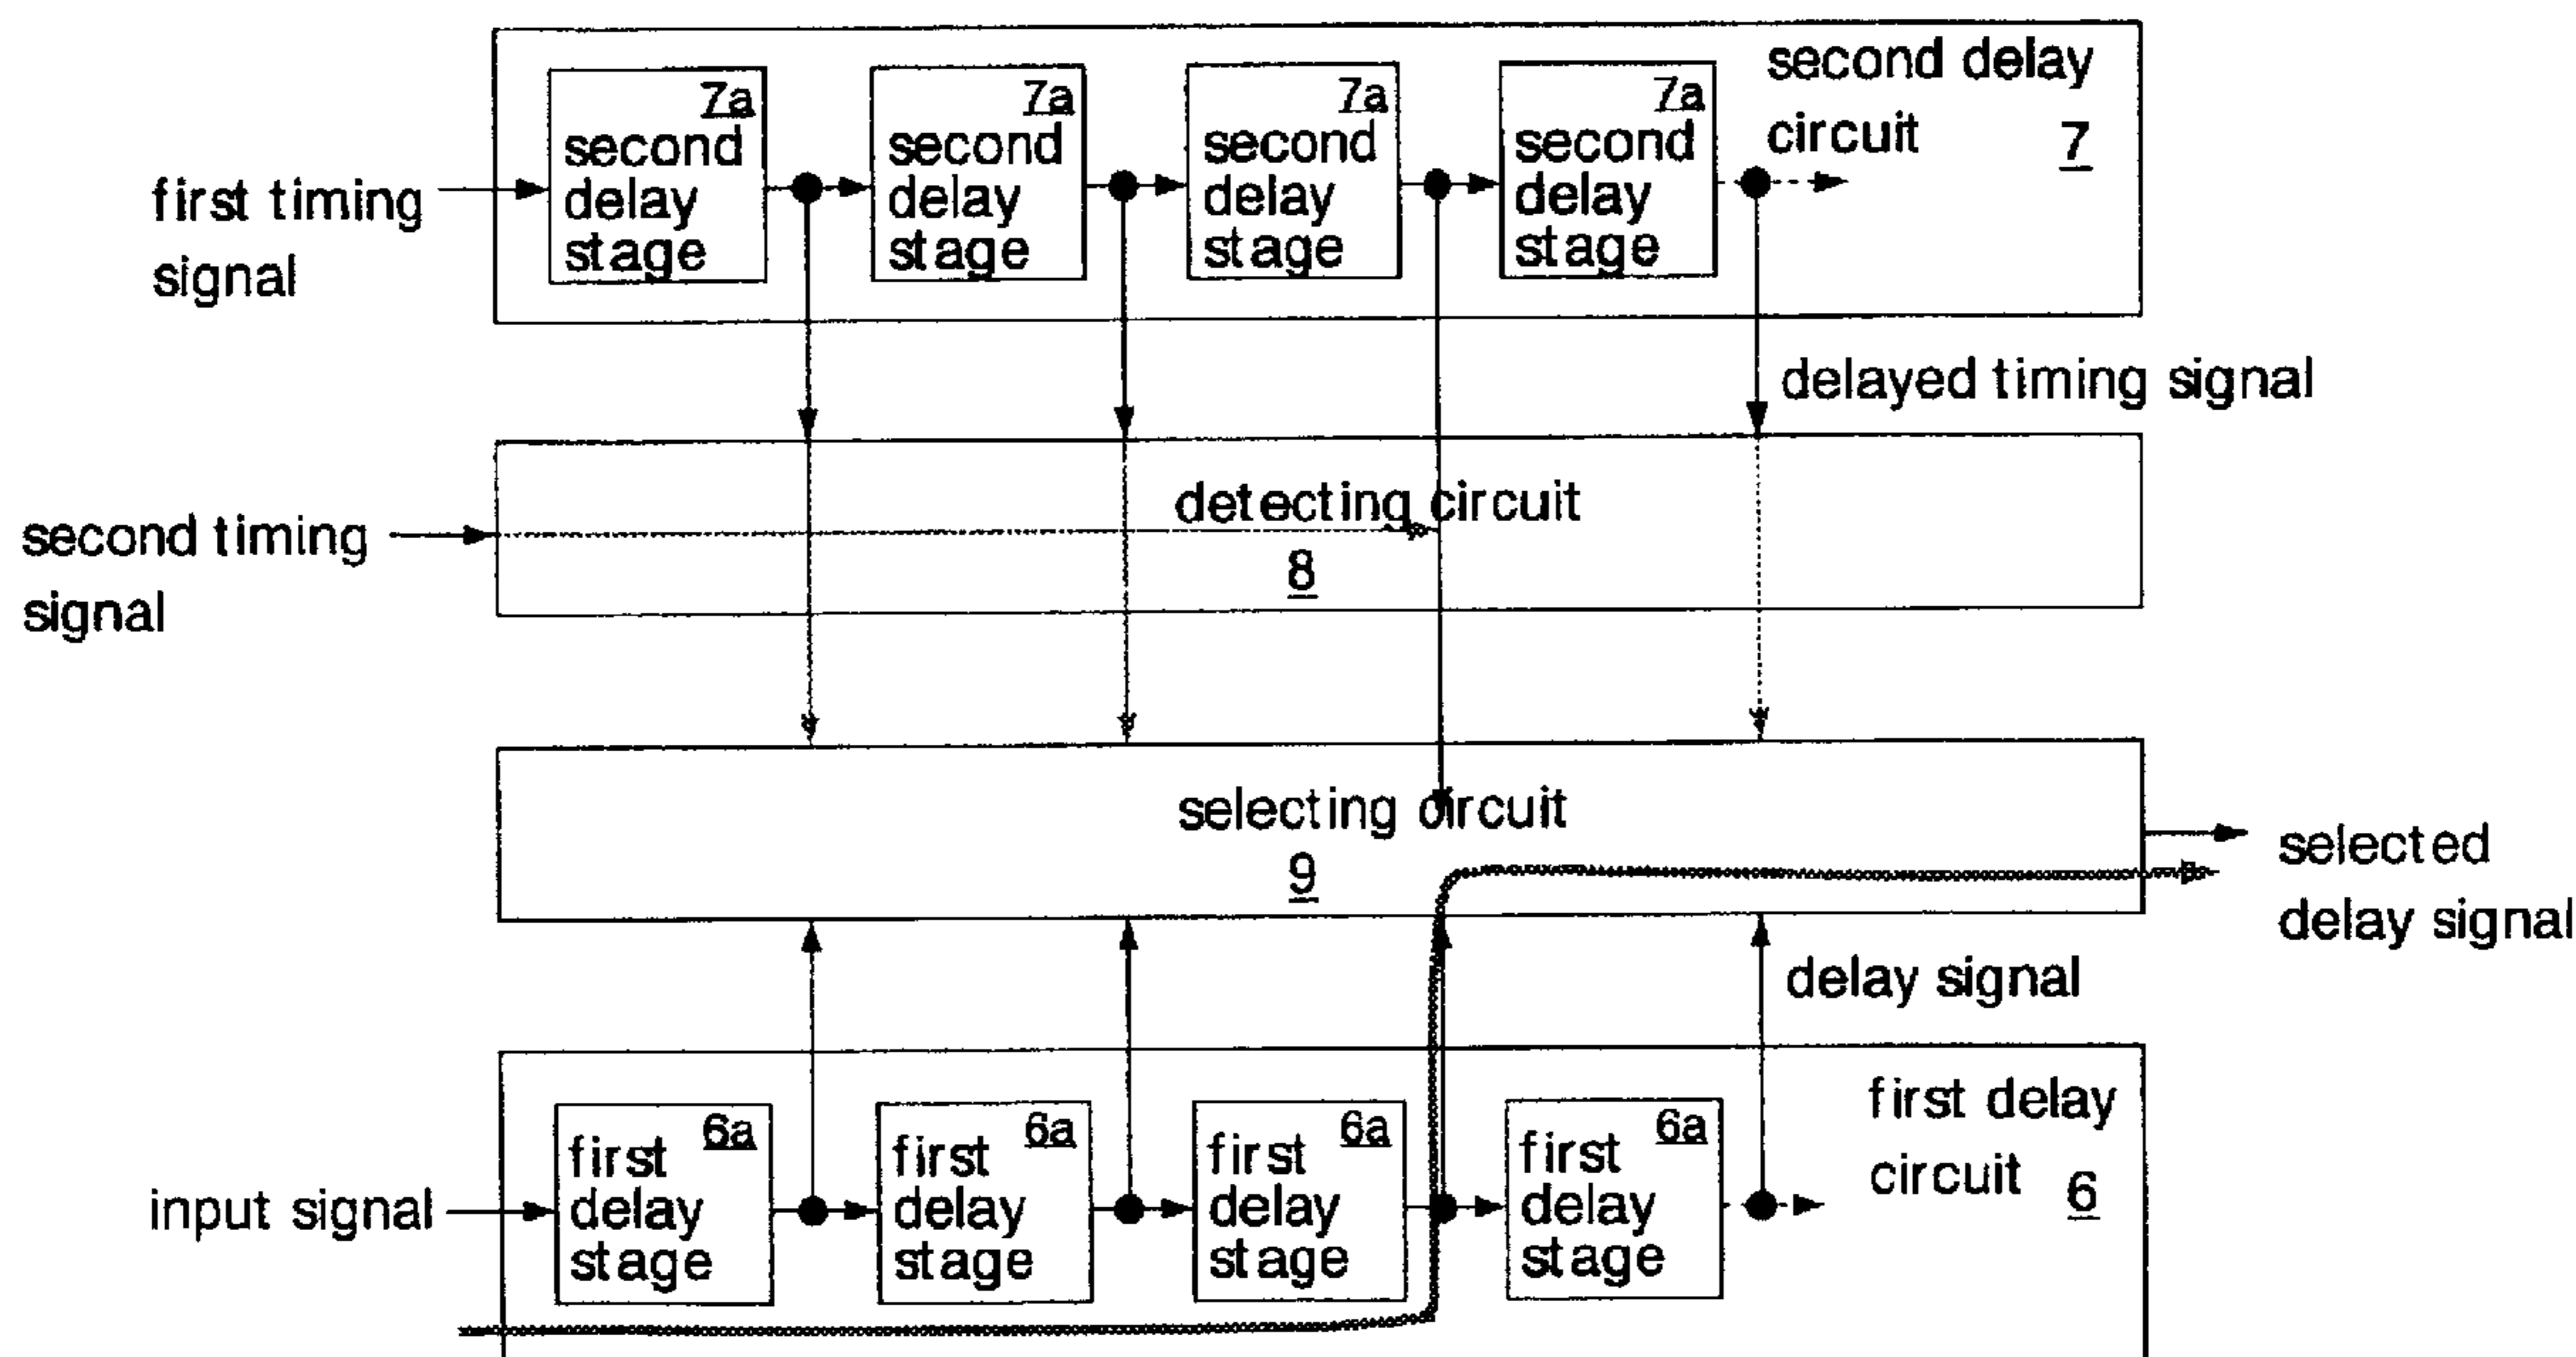 7a
second
delay
stage
7a
second
delay
stage
7a
second
delay
stage
7a
second
delay
stage
second delay
circuit 7
first timing
signal
delayed timing signal
second timing
signal
detecting circuit
8
selecting circuit
9
selected
delay signal
delay signal
input signal
6a
first
delay
stage
6a
first
delay
stage
6a
first
delay
stage
6a
first
delay
stage
first delay
circuit 6